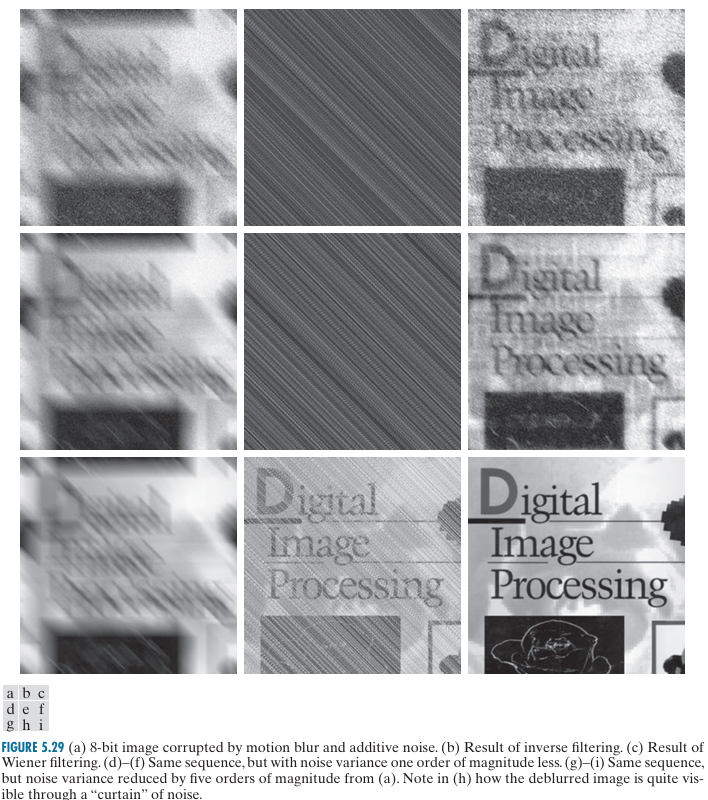 Digital
Image
Processing
Digital
Image
Processing
Digital
Image
Processing
Digital
Image
Processing
a b c
d e f
g h i
FIGURE 5.29 (a) 8-bit image corrupted by motion blur and additive noise. (b) Result of inverse filtering. (c) Result of
Wiener filtering. (d)–(f) Same sequence, but with noise variance one order of magnitude less. (g)–(i) Same sequence,
but noise variance reduced by five orders of magnitude from (a). Note in (h) how the deblurred image is quite vis-
ible through a “curtain” of noise.